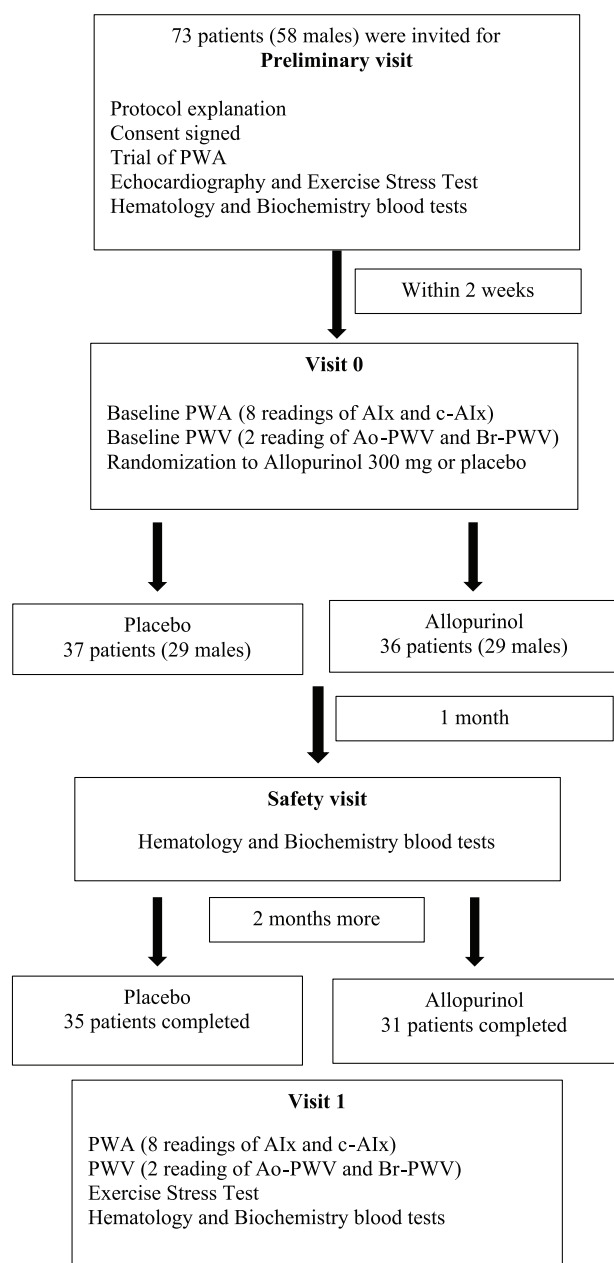 73 patients (58 males) were invited for
Preliminary visit
Protocol explanation
Consent signed
Trial of PWA
Echocardiography and Exercise Stress Test
Hematology and Biochemistry blood tests
Within 2 weeks
Visit 0
Baseline PWA (8 readings of AIx and c-AIx)
Baseline PWV (2 reading of Ao-PWV and Br-PWV)
Randomization to Allopurinol 300 mg or placebo
Placebo
37 patients (29 males)
Allopurinol
36 patients (29 males)
1 month
Safety visit
Hematology and Biochemistry blood tests
2 months more
Placebo
35 patients completed
Allopurinol
31 patients completed
Visit 1
PWA (8 readings of AIx and c-AIx)
PWV (2 reading of Ao-PWV and Br-PWV)
Exercise Stress Test
Hematology and Biochemistry blood tests